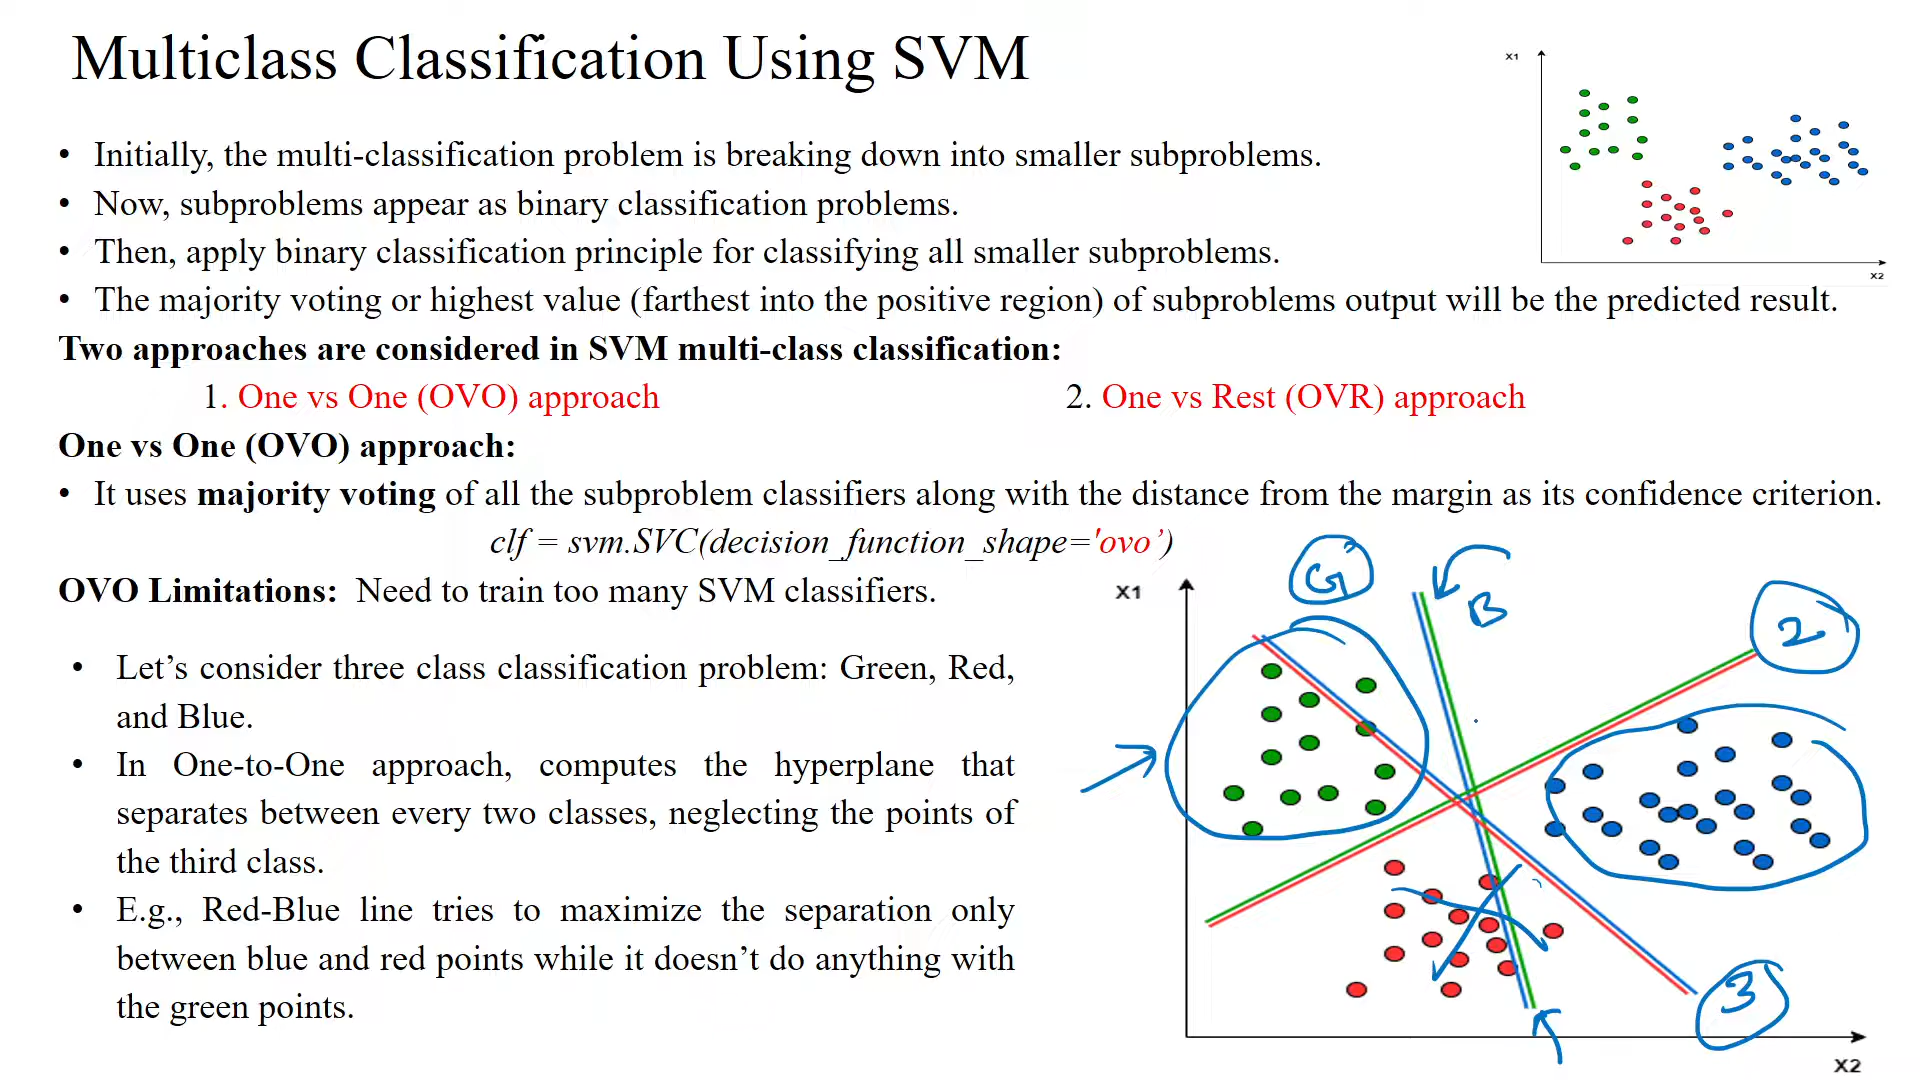 Multiclass Classification Using SVM
X1
X2
• Initially, the multi-classification problem is breaking down into smaller subproblems.
• Now, subproblems appear as binary classification problems.
• Then, apply binary classification principle for classifying all smaller subproblems.
• The majority voting or highest value (farthest into the positive region) of subproblems output will be the predicted result.
Two approaches are considered in SVM multi-class classification:
1. One vs One (OVO) approach
2. One vs Rest (OVR) approach
One vs One (OVO) approach:
• It uses majority voting of all the subproblem classifiers along with the distance from the margin as its confidence criterion.
clf = svm.SVC(decision_function_shape='ovo’)
OVO Limitations: Need to train too many SVM classifiers.
• Let’s consider three class classification problem: Green, Red,
and Blue.
• In One-to-One approach, computes the hyperplane that
separates between every two classes, neglecting the points of
the third class.
• E.g., Red-Blue line tries to maximize the separation only
between blue and red points while it doesn’t do anything with
the green points.
X1
G
B
2
3
X2